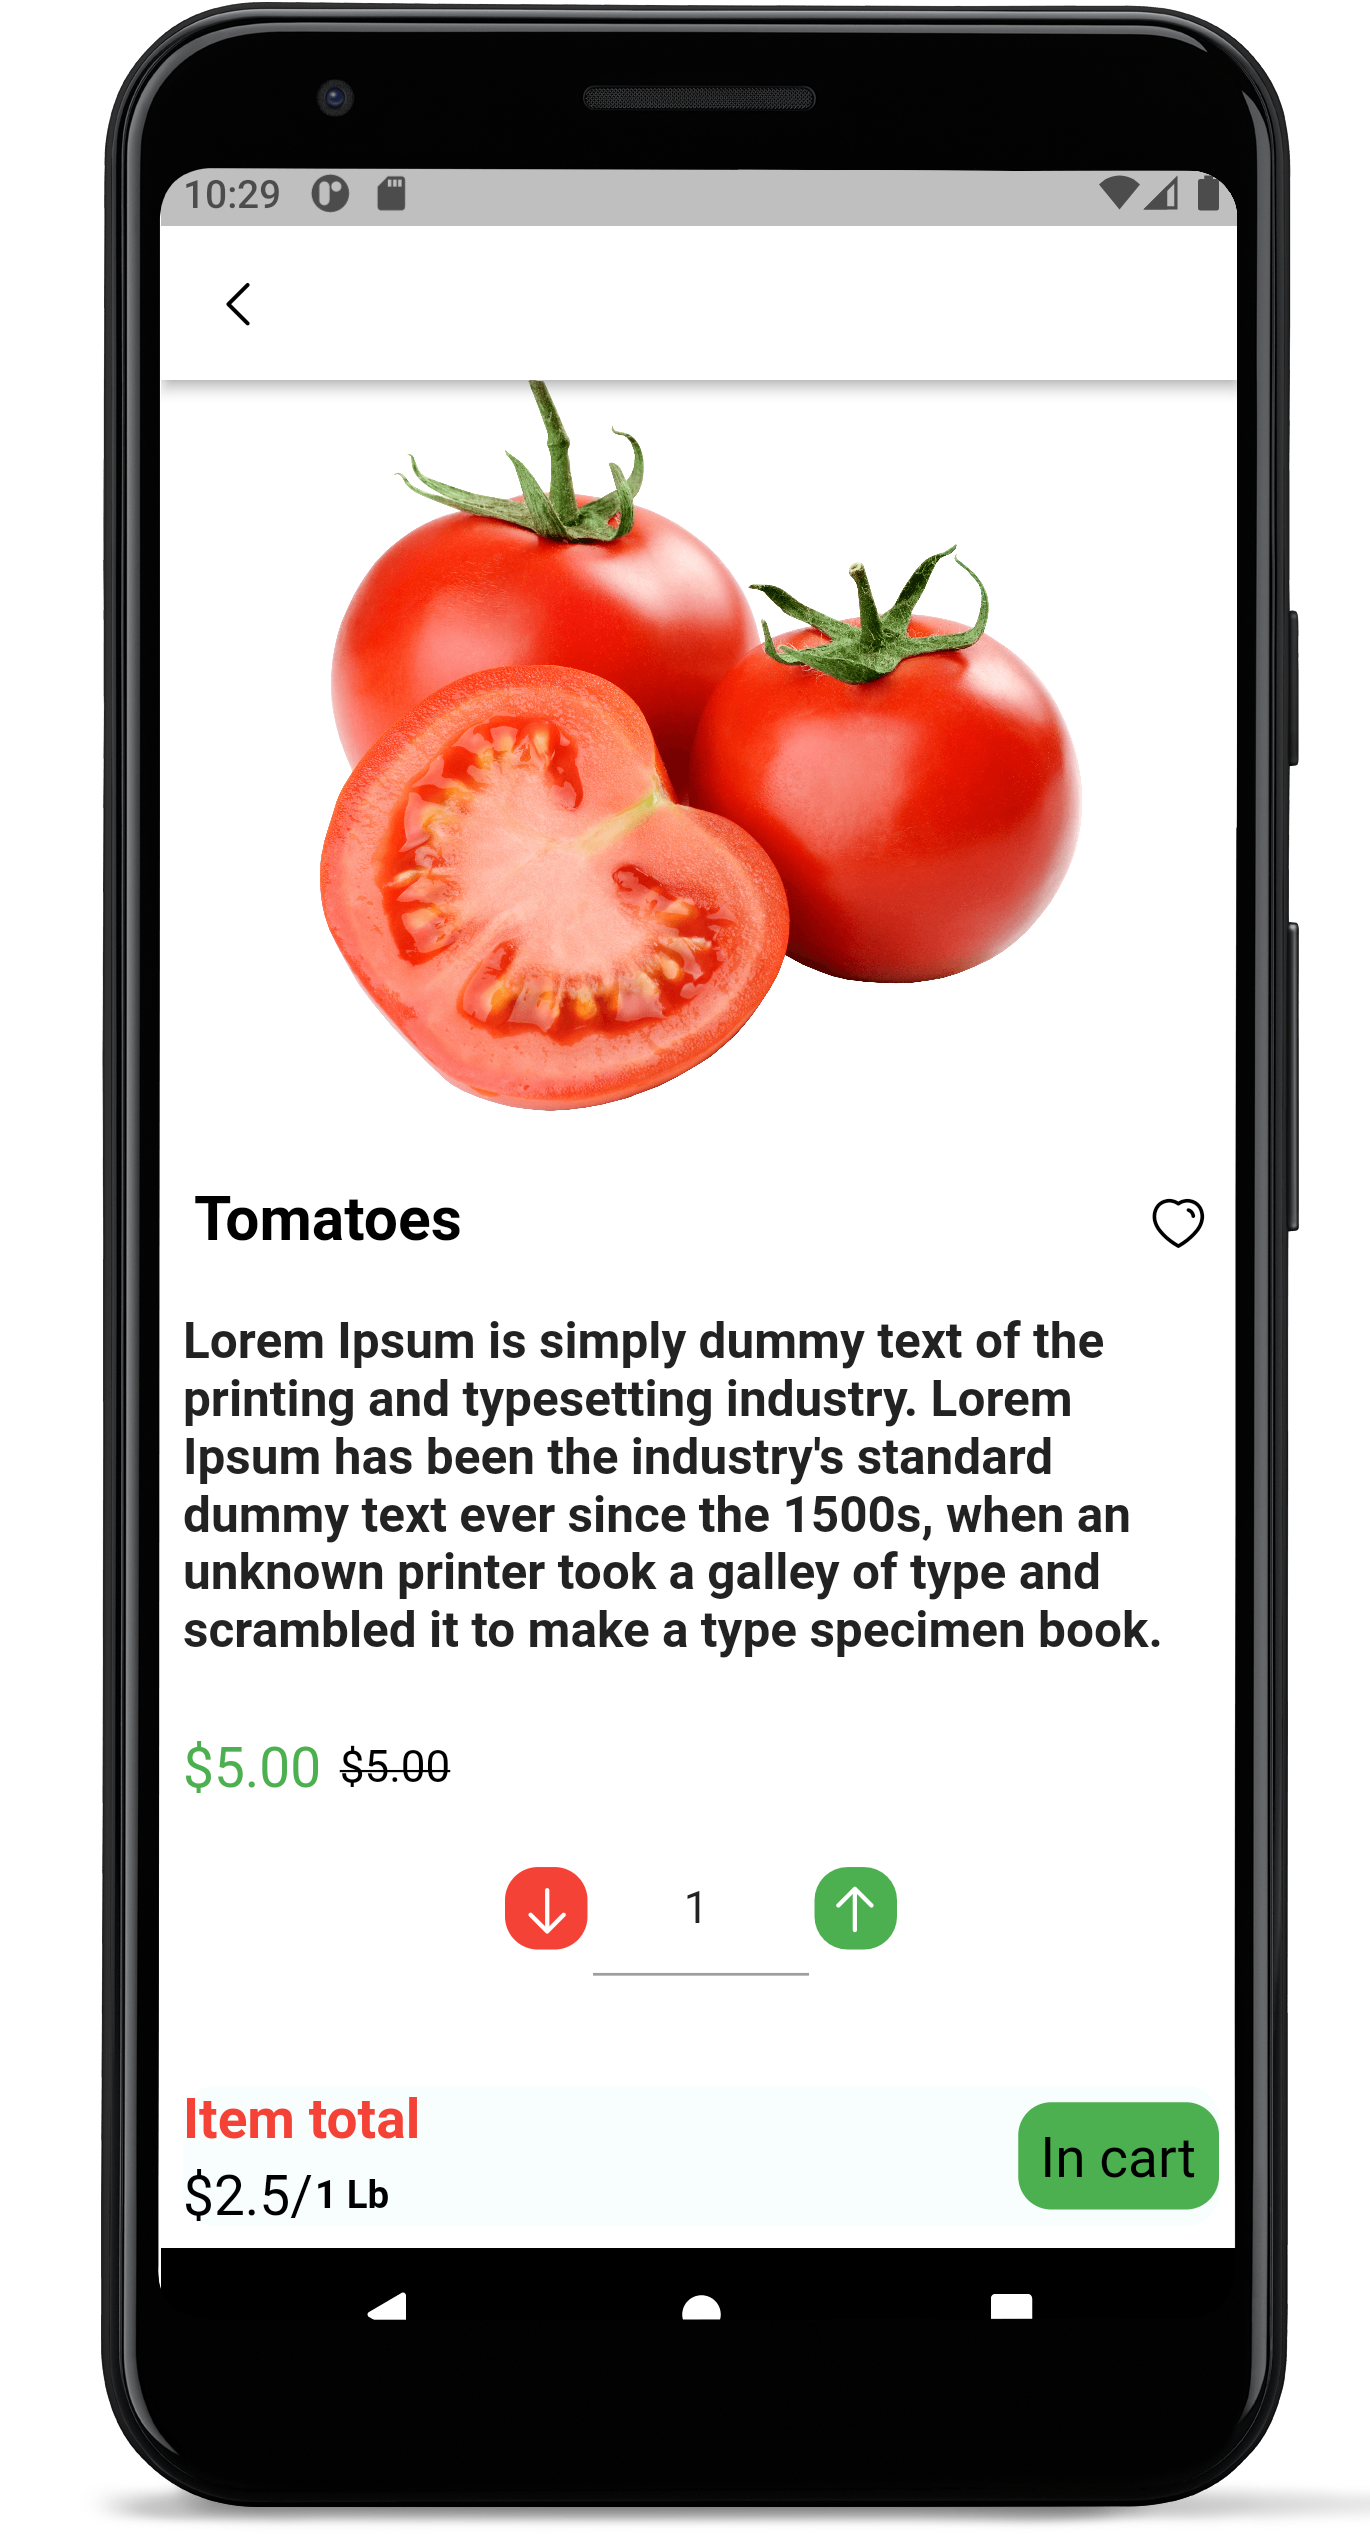 10:29
Tomatoes
Lorem Ipsum is simply dummy text of the
printing and typesetting industry. Lorem
Ipsum has been the industry's standard
dummy text ever since the 1500s, when an
unknown printer took a galley of type and
scrambled it to make a type specimen book.
$5.00 $5.00
1
Item total
In cart
$2.5/1 Lb